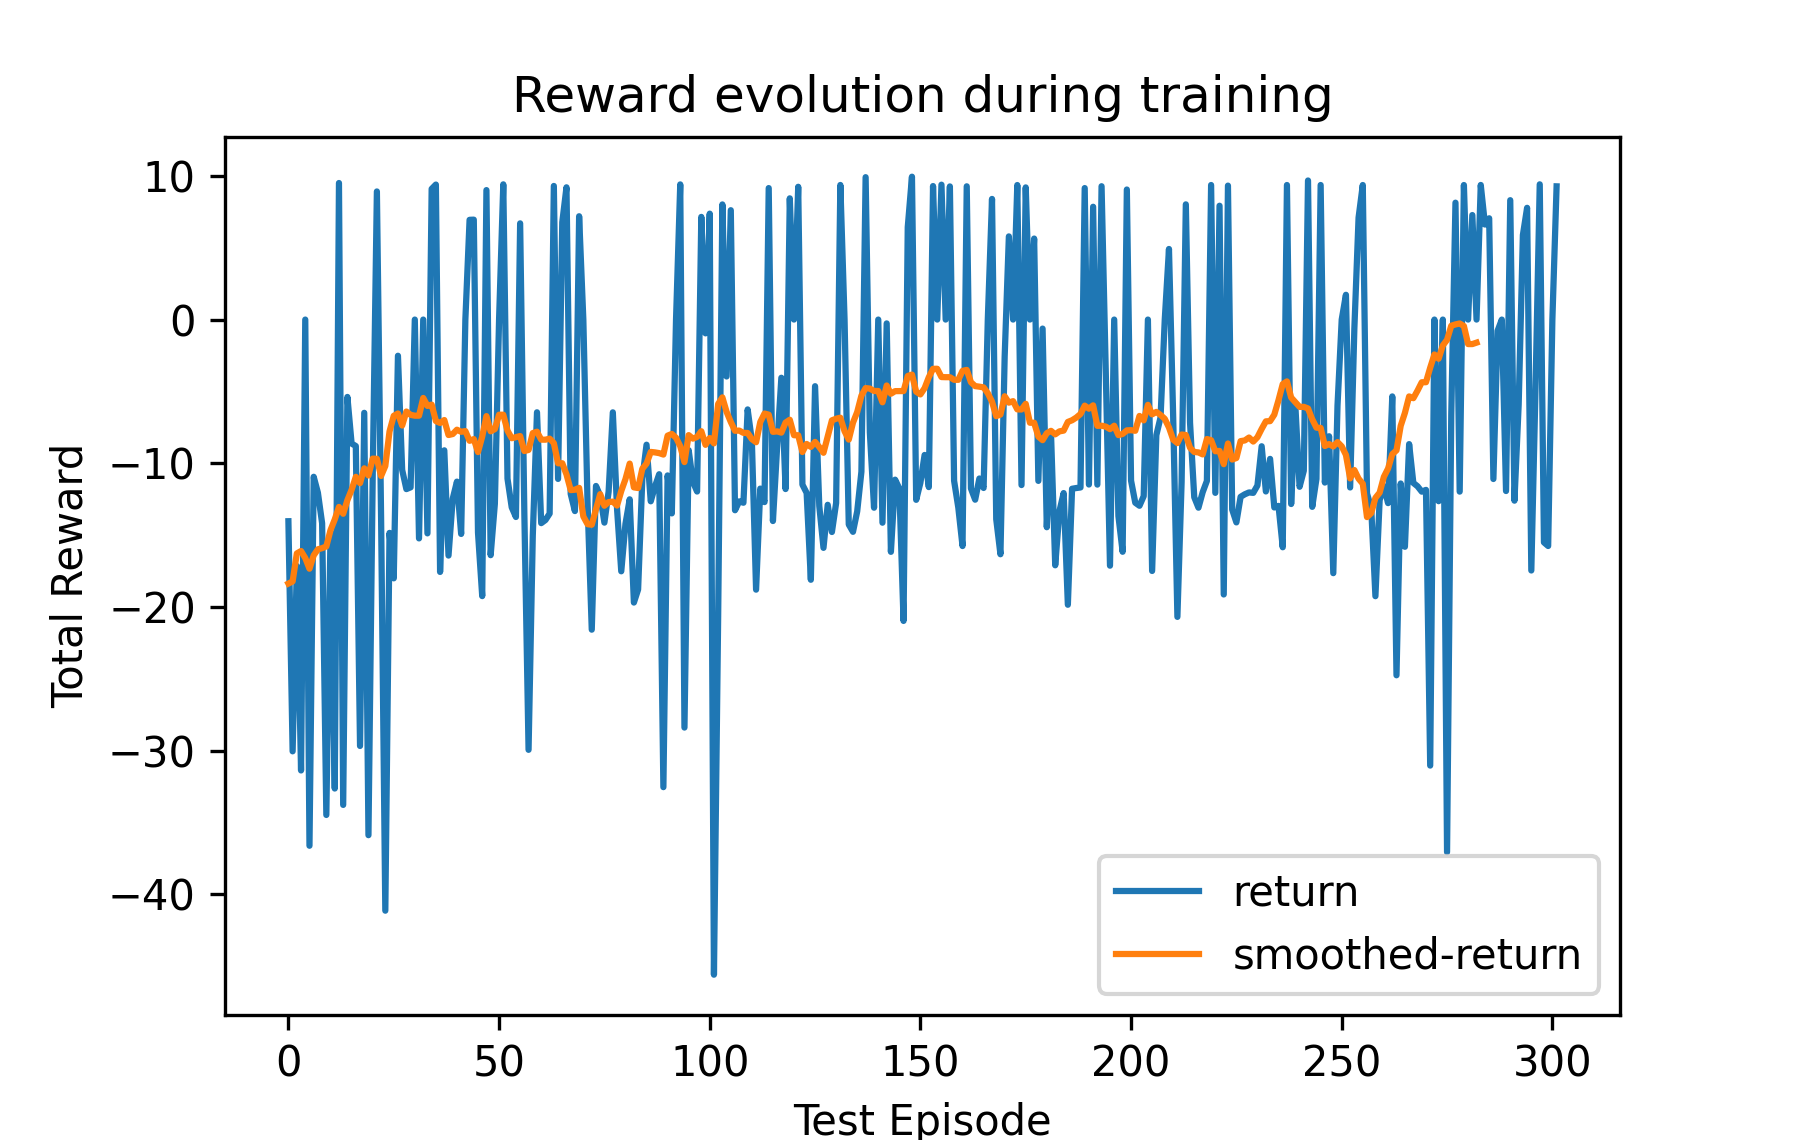 Reward evolution during training
Total Reward
10
0
−10
−20
−30
−40
0
50
100
150
200
250
300
Test Episode
return
smoothed-return